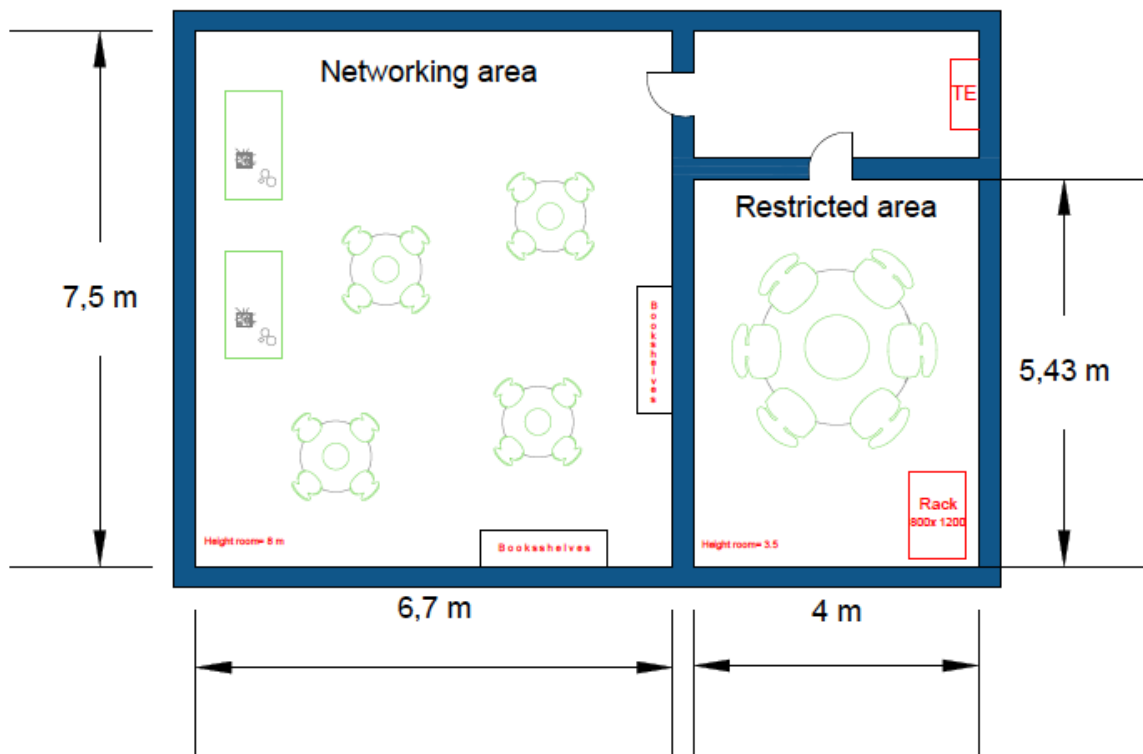 Networking area
TE
Restricted area
7,5 m
Bookshelves
5,43 m
Rack
800x 1200
Height room= 8 m
Booksshelves
Height room= 3.5
6,7 m
4 m